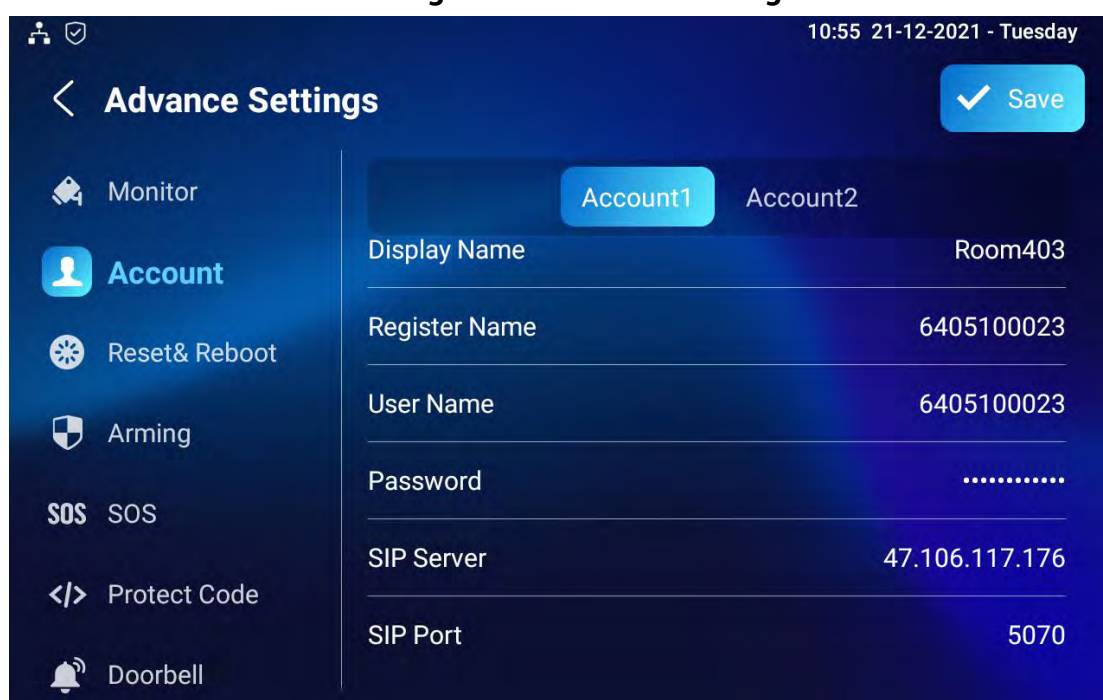 10:55 21-12-2021 - Tuesday
Advance Settings
Save
Monitor
Account
Reset& Reboot
Arming
SOS SOS
</> Protect Code
Doorbell
Account1 Account2
Display Name Room403
Register Name 6405100023
User Name 6405100023
Password ••••••••••••
SIP Server 47.106.117.176
SIP Port 5070